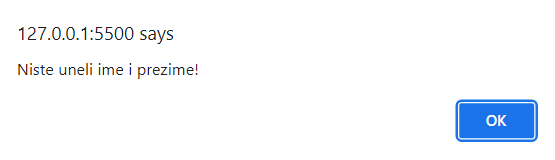 127.0.0.1:5500 says
Niste uneli ime i prezime!
OK